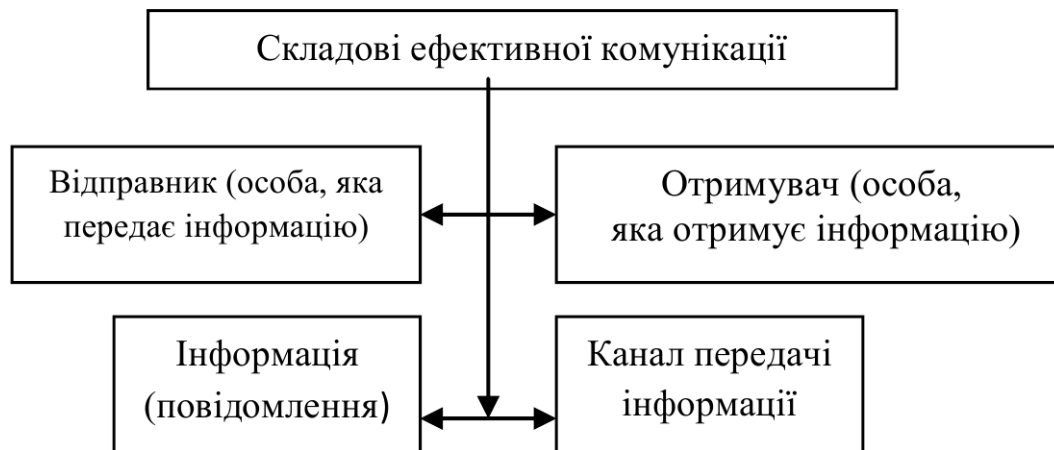 Складові ефективної комунікації
Відправник (особа, яка
передає інформацію)
Отримувач (особа,
яка отримує інформацію)
Інформація
(повідомлення)
Канал передачі
інформації